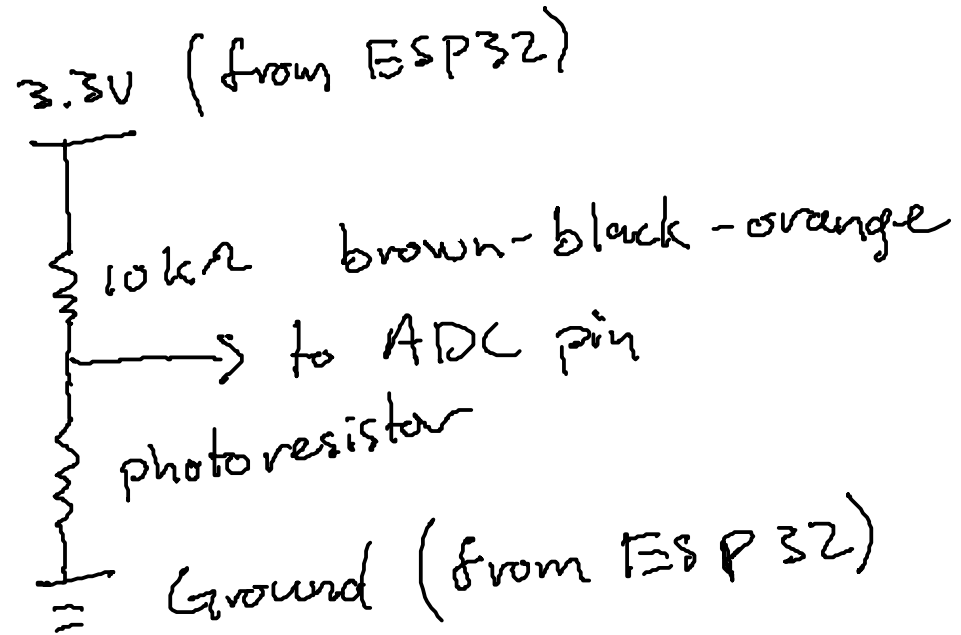 3.3V (from ESP32)
10kΩ brown-black-orange
to ADC pin
photoresistor
Ground (from ESP32)